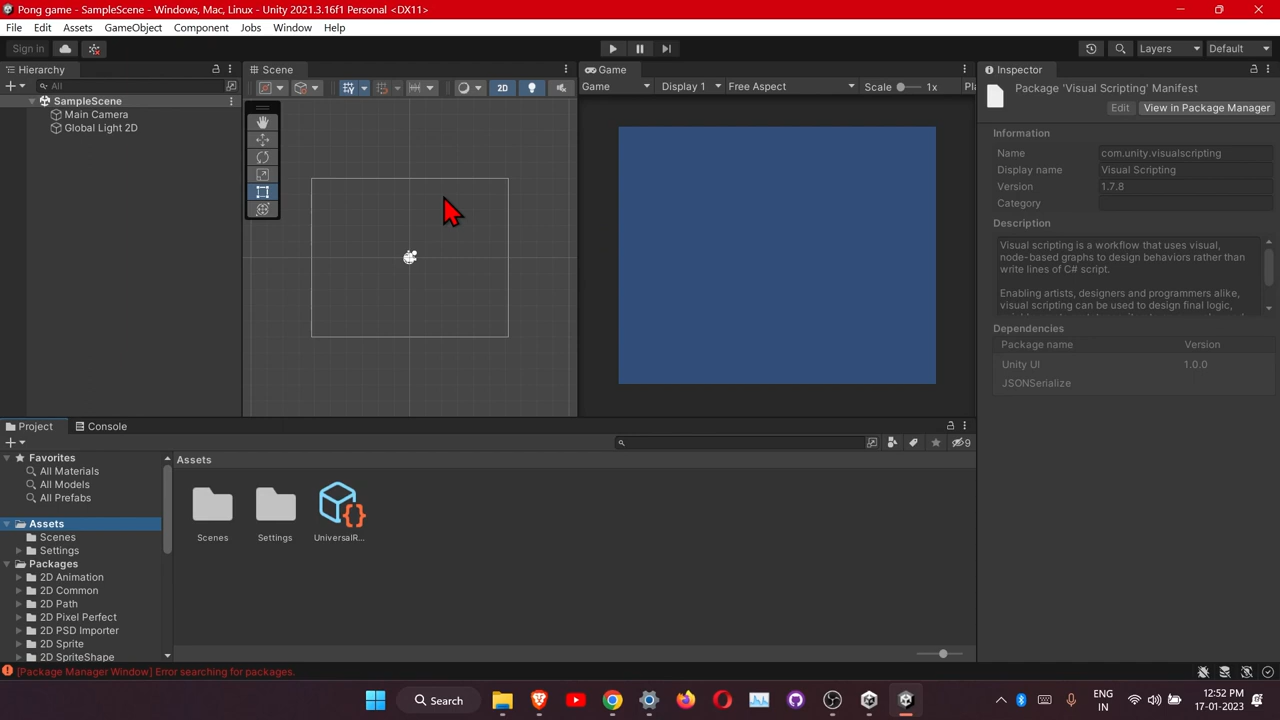 Pong game - SampleScene - Windows, Mac, Linux - Unity 2021.3.16f1 Personal <DX11>
File Edit Assets GameObject Component Jobs Window Help
Sign in Layers Default
Hierarchy Scene Game Inspector
All 2D Game Display 1 Free Aspect Scale 1x Pla
SampleScene
Main Camera
Global Light 2D
Package 'Visual Scripting' Manifest
Edit View in Package Manager
Information
Name com.unity.visualscripting
Display name Visual Scripting
Version 1.7.8
Category
Description
Visual scripting is a workflow that uses visual,
node-based graphs to design behaviors rather than
write lines of C# script.
Enabling artists, designers and programmers alike,
visual scripting can be used to design final logic,
Dependencies
Package name Version
Unity UI 1.0.0
JSONSerialize
Project Console
9
Favorites
All Materials
All Models
All Prefabs
Assets
Scenes
Settings
Packages
2D Animation
2D Common
2D Path
2D Pixel Perfect
2D PSD Importer
2D Sprite
2D SpriteShape
Assets
Scenes Settings UniversalR...
[Package Manager Window] Error searching for packages.
Search
ENG
IN
12:52 PM
17-01-2023